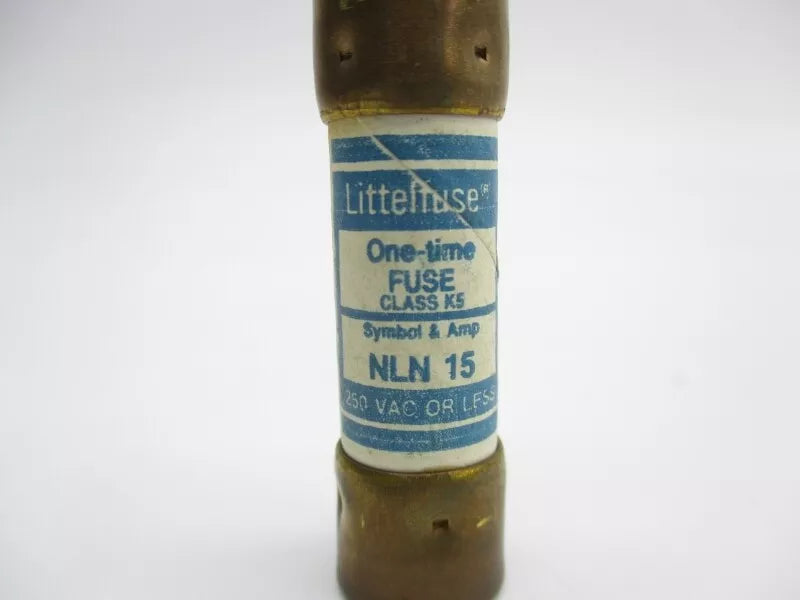 Littelfuse®
One-time
FUSE
CLASS K5
Symbol & Amp
NLN 15
250 VAC OR LESS